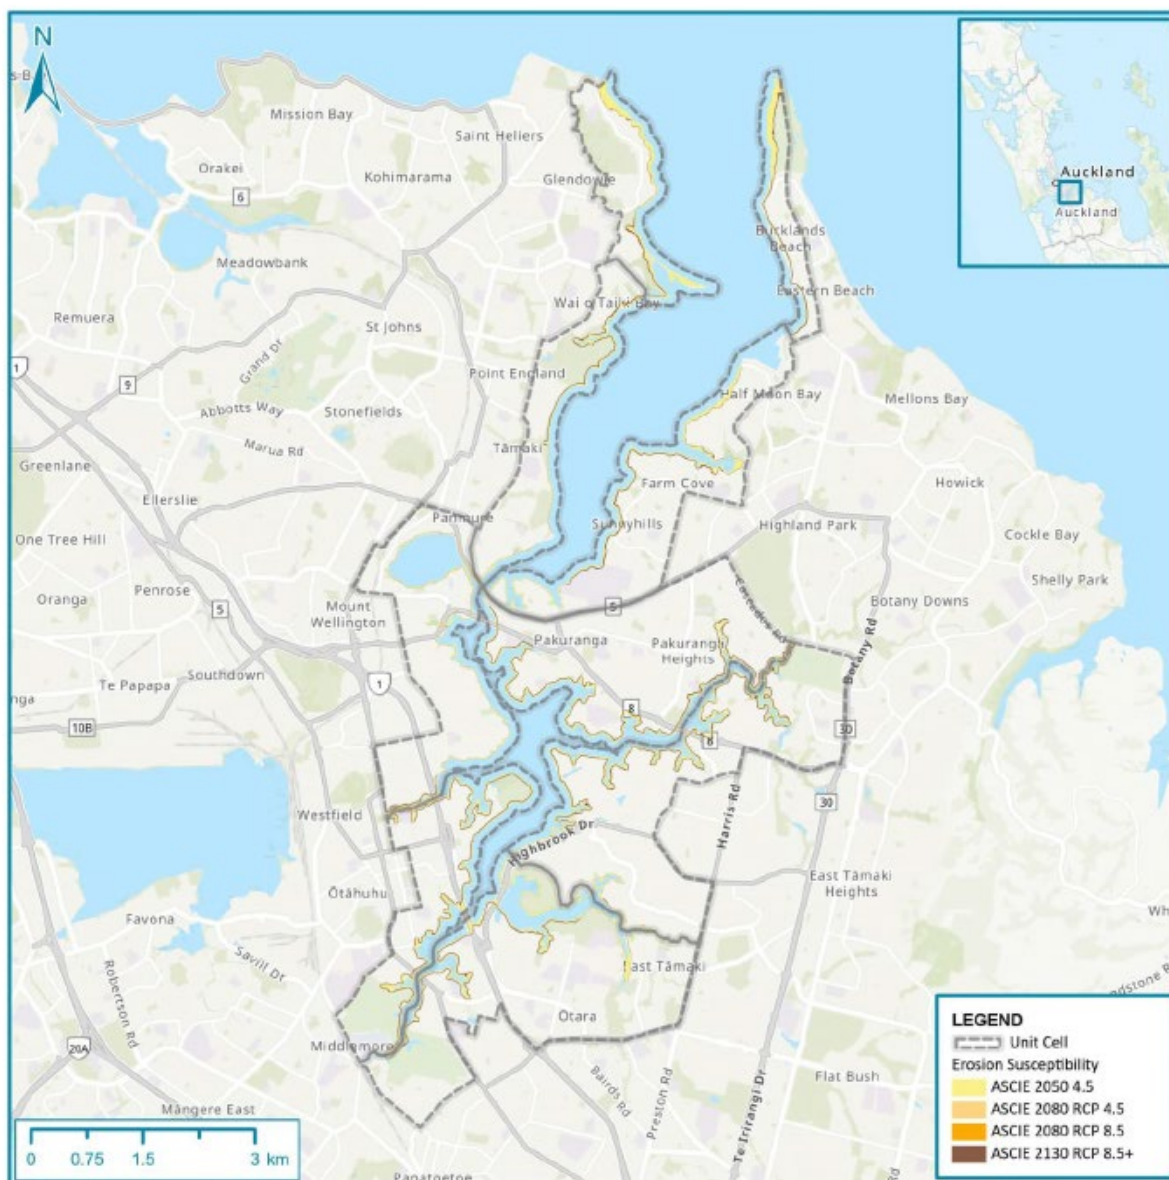 N
Mission Bay
Saint Heliers
Orakei
6
Kohimarama
Glendowie
Auckland
Auckland
Bucklands
Beach
Meadowbank
Eastern Beach
Wai o Taiki Bay
Remuera
St Johns
1
Grand Dr
9
Point England
Half Moon Bay
Mellons Bay
Abbotts Way
Stonefields
Marua Rd
Tāmaki
Greenlane
Farm Cove
Howick
Ellerslie
Panmure
Sunnyhills
Highland Park
One Tree Hill
Cockle Bay
Penrose
Oranga
5
Mount
Wellington
5
Cascades Rd
Shelly Park
Botany Downs
Pakuranga
Pakuranga
Heights
Botany Rd
Te Papapa
Southdown
1
8
10B
8
30
Westfield
Harris Rd
30
Highbrook Dr
Ōtāhuhu
East Tāmaki
Heights
Favona
Savill Dr
Robertson Rd
East Tāmaki
Otara
Middlemore
20A
Bairds Rd
Preston Rd
Te Irirangi Dr
Flat Bush
Māngere East
Papatoetoe
0 0.75 1.5 3 km
LEGEND
Unit Cell
Erosion Susceptibility
ASCIE 2050 4.5
ASCIE 2080 RCP 4.5
ASCIE 2080 RCP 8.5
ASCIE 2130 RCP 8.5+